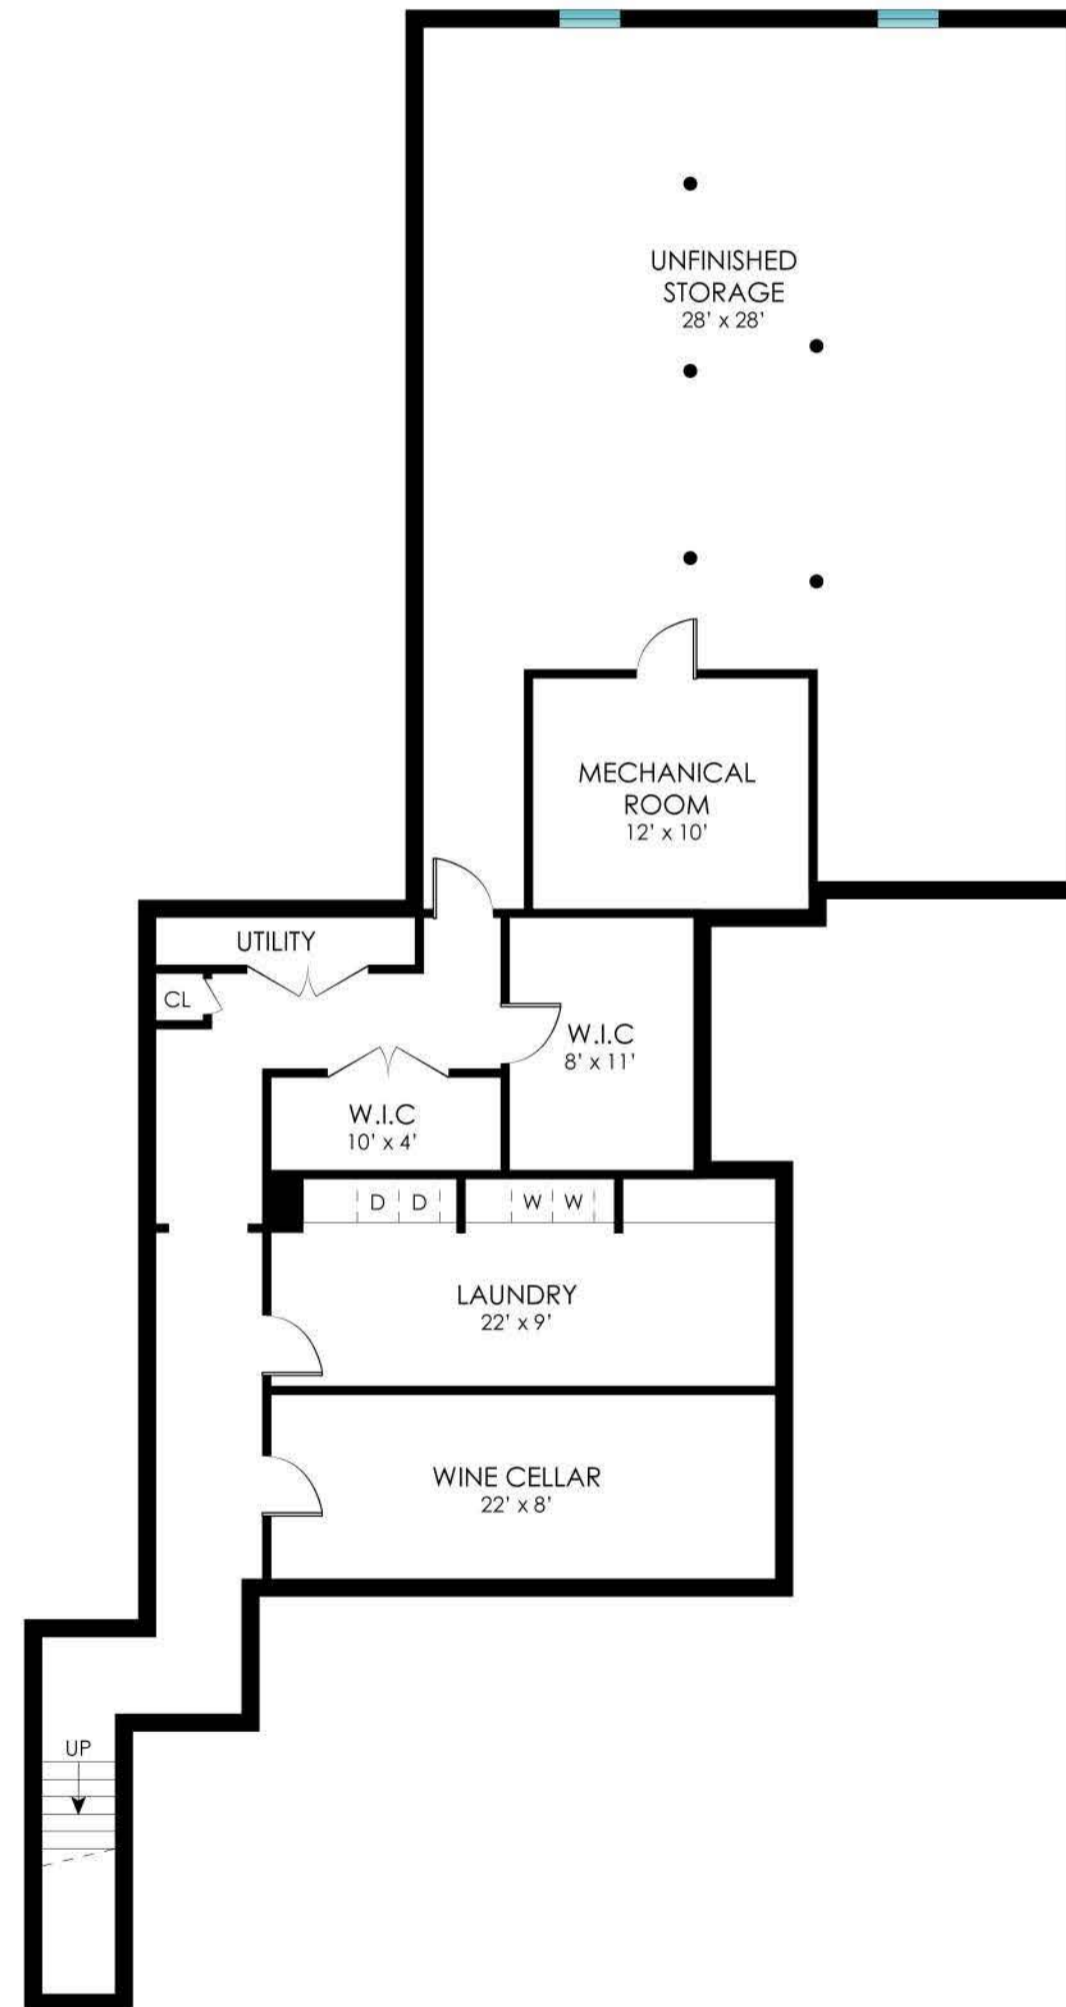 UNFINISHED
STORAGE
28' x 28'
MECHANICAL
ROOM
12' x 10'
UTILITY
CL
W.I.C
8' x 11'
W.I.C
10' x 4'
D D W W
LAUNDRY
22' x 9'
WINE CELLAR
22' x 8'
UP